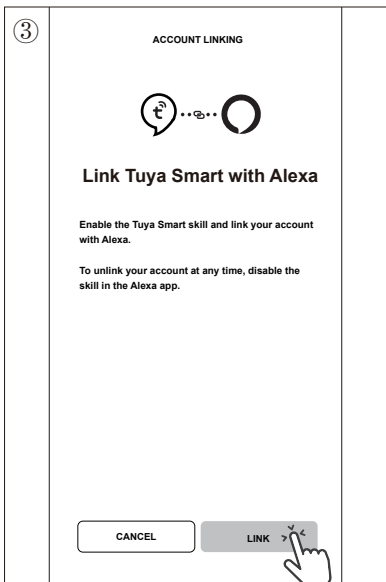 ③
ACCOUNT LINKING
Link Tuya Smart with Alexa
Enable the Tuya Smart skill and link your account
with Alexa.
To unlink your account at any time, disable the
skill in the Alexa app.
CANCEL LINK